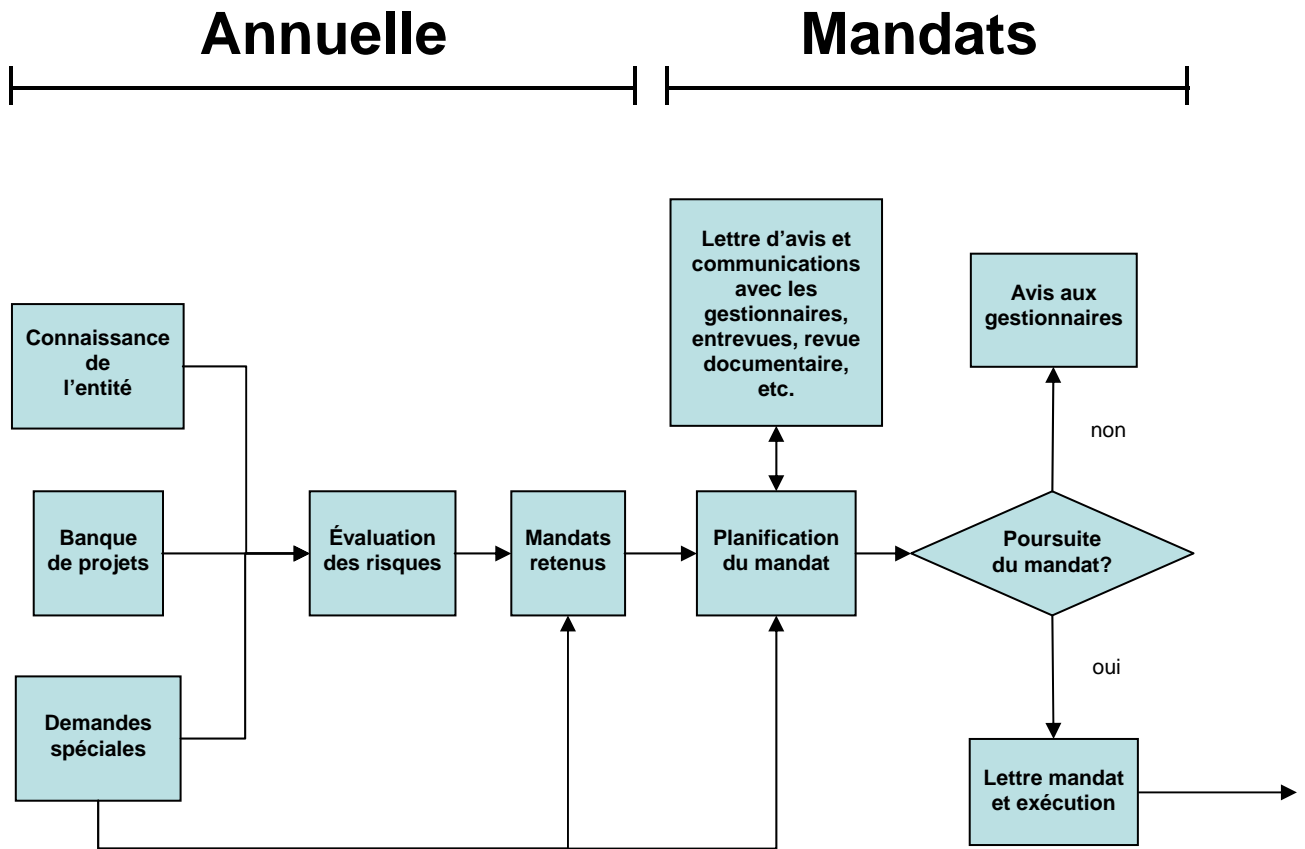 Annuelle
Mandats
Lettre d’avis et
communications
avec les
gestionnaires,
entrevues, revue
documentaire,
etc.
Avis aux
gestionnaires
Connaissance
de
l’entité
non
Banque
de projets
Évaluation
des risques
Mandats
retenus
Planification
du mandat
Poursuite
du mandat?
oui
Demandes
spéciales
Lettre mandat
et exécution